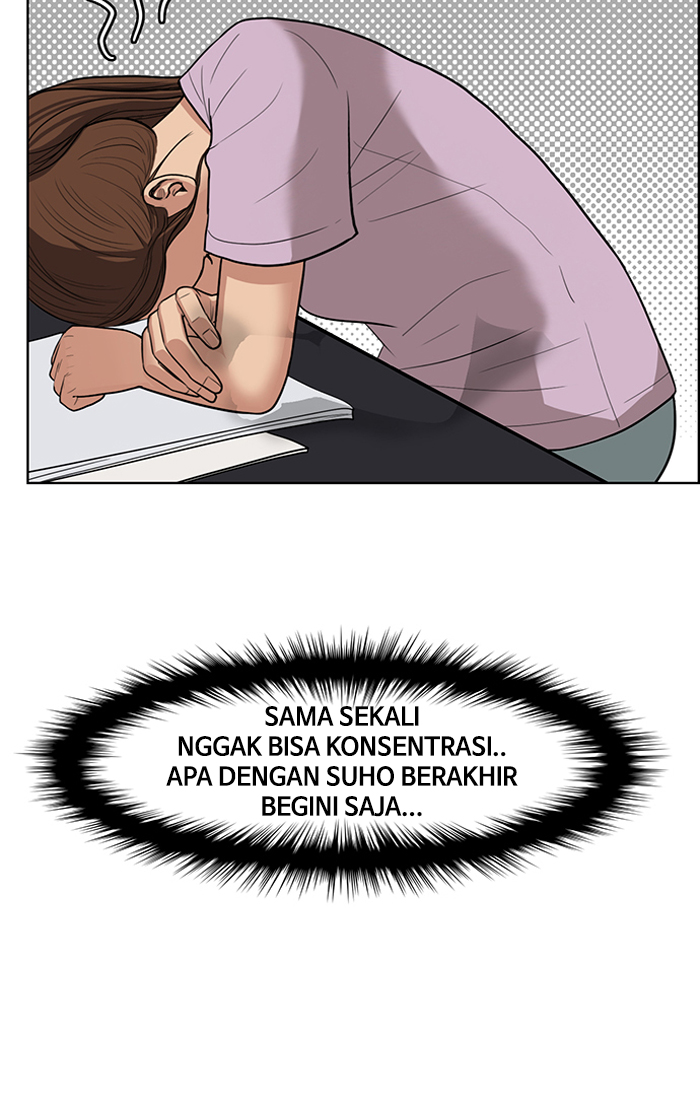 SAMA SEKALI
NGGAK BISA KONSENTRASI..
APA DENGAN SUHO BERAKHIR
BEGINI SAJA...